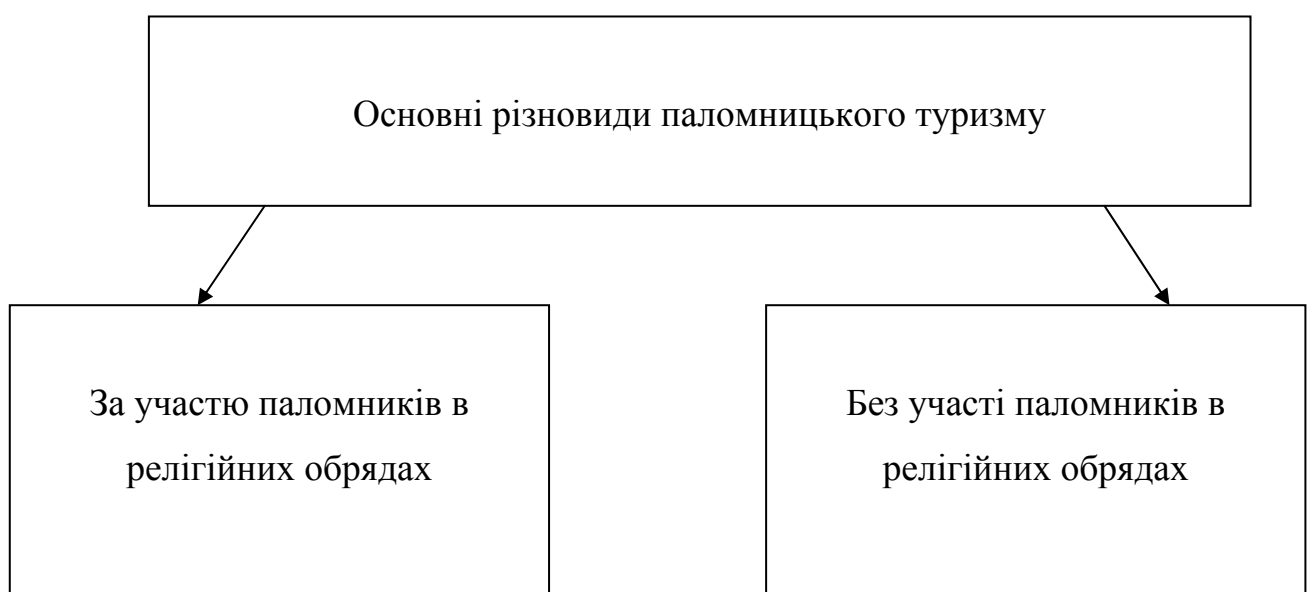 Основні різновиди паломницького туризму
За участю паломників в
релігійних обрядах
Без участі паломників в
релігійних обрядах